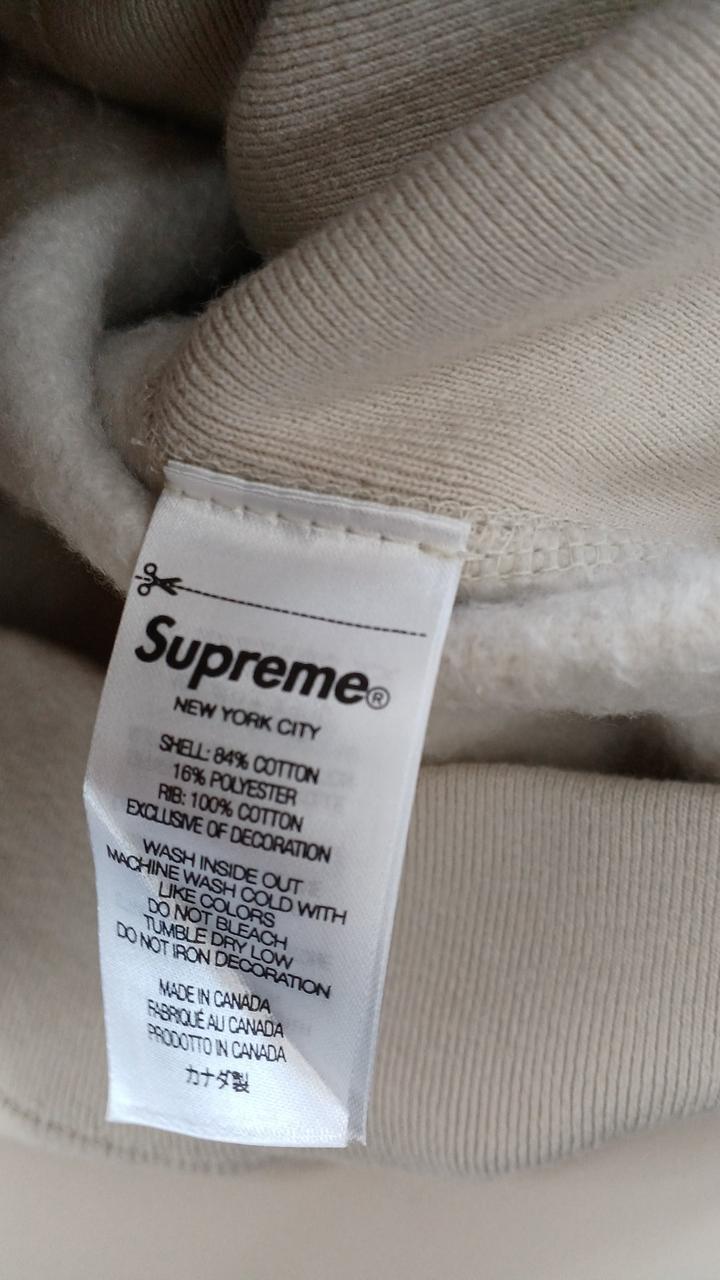 Supreme®
NEW YORK CITY
SHELL: 84% COTTON
16% POLYESTER
RIB: 100% COTTON
EXCLUSIVE OF DECORATION
WASH INSIDE OUT
MACHINE WASH COLD WITH
LIKE COLORS
DO NOT BLEACH
TUMBLE DRY LOW
DO NOT IRON DECORATION
MADE IN CANADA
FABRIQUÉ AU CANADA
PRODOTTO IN CANADA
カナダ製